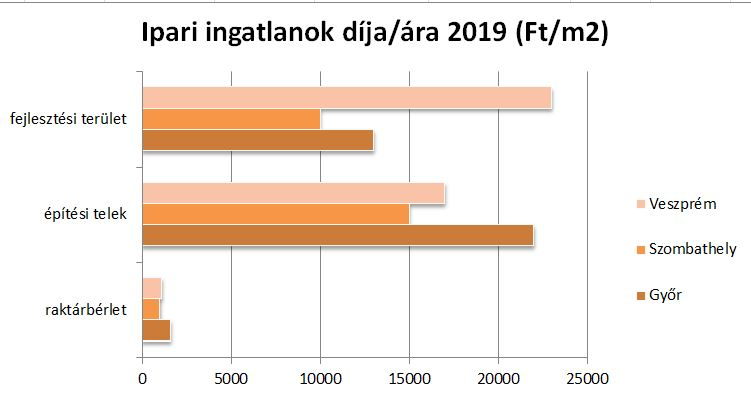 Ipari ingatlanok díja/ára 2019 (Ft/m2)
fejlesztési terület
építési telek
raktárbérlet
0 5000 10000 15000 20000 25000
Veszprém
Szombathely
Győr